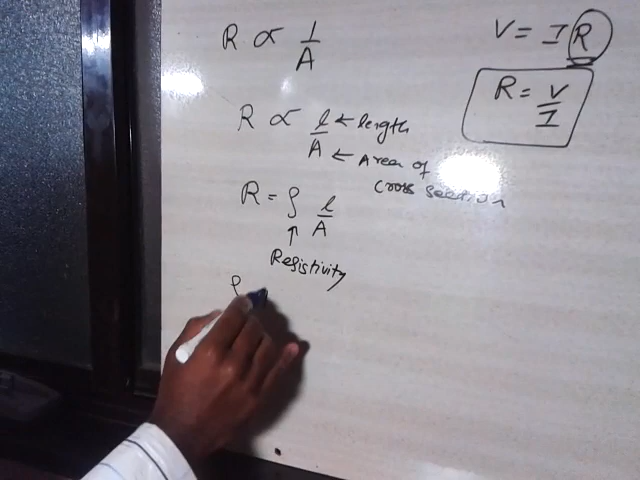 R ∝ 1/A
V = IR
R = V/I
R ∝ l/A ← length
← Area of
cross section
R = ρ l/A
↑
Resistivity
ρ